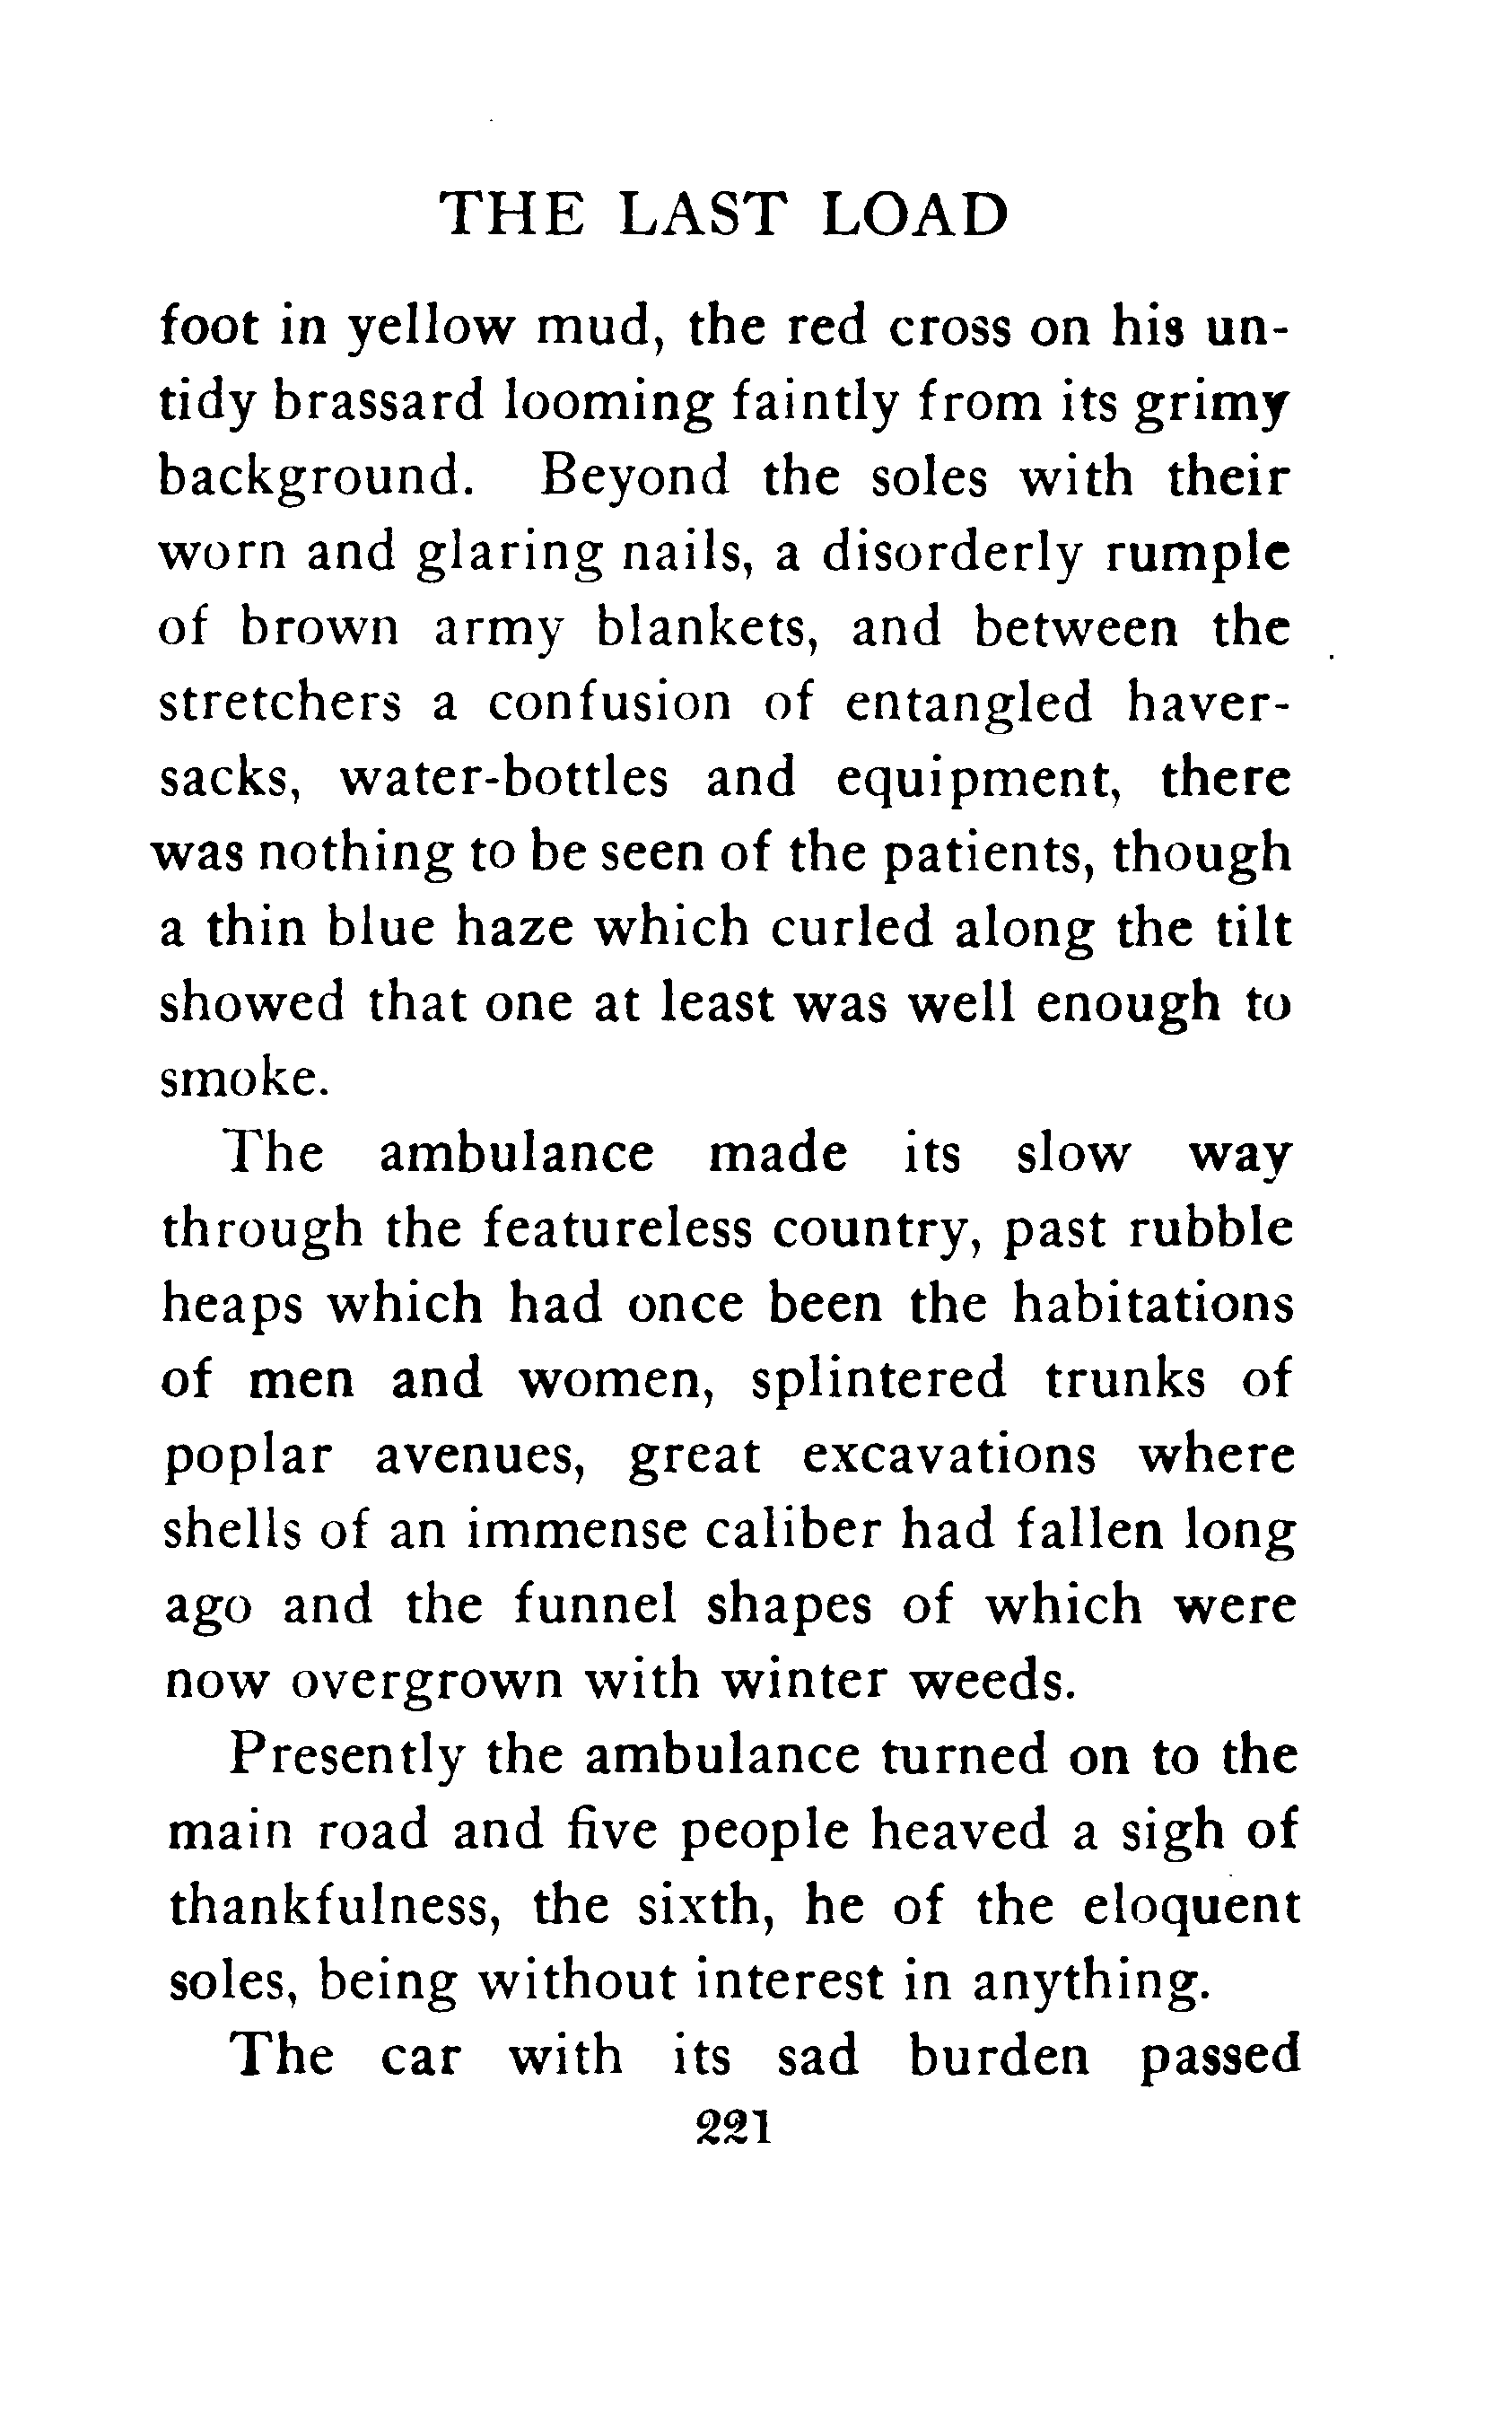 THE LAST LOAD
foot in yellow mud, the red cross on his un-
tidy brassard looming faintly from its grimy
background. Beyond the soles with their
worn and glaring nails, a disorderly rumple
of brown army blankets, and between the
stretchers a confusion of entangled haver-
sacks, water-bottles and equipment, there
was nothing to be seen of the patients, though
a thin blue haze which curled along the tilt
showed that one at least was well enough to
smoke.
The ambulance made its slow way
through the featureless country, past rubble
heaps which had once been the habitations
of men and women, splintered trunks of
poplar avenues, great excavations where
shells of an immense caliber had fallen long
ago and the funnel shapes of which were
now overgrown with winter weeds.
Presently the ambulance turned on to the
main road and five people heaved a sigh of
thankfulness, the sixth, he of the eloquent
soles, being without interest in anything.
The car with its sad burden passed
221